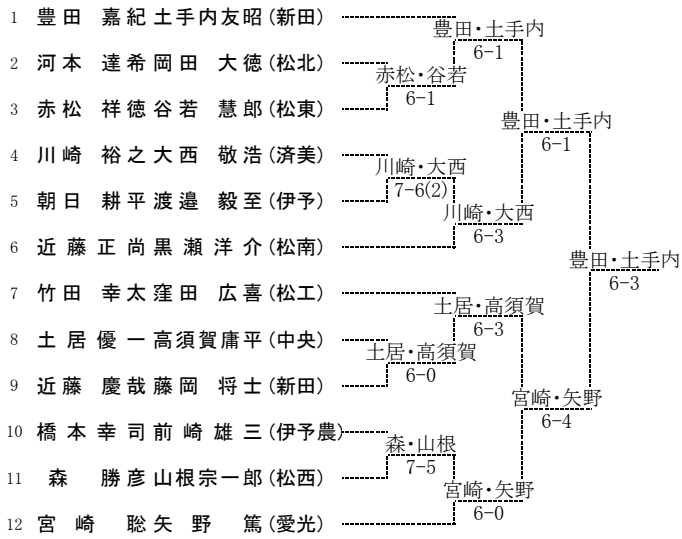 1 豊田 嘉紀 土手内友昭 (新田)
豊田・土手内
6-1
2 河本 達希 岡田 大徳 (松北)
赤松・谷若
6-1
3 赤松 祥徳 谷若 慧郎 (松東)
豊田・土手内
6-1
4 川崎 裕之 大西 敬浩 (済美)
川崎・大西
7-6(2)
5 朝日 耕平 渡邉 毅至 (伊予)
川崎・大西
6-3
6 近藤正尚 黒瀬洋介 (松南)
豊田・土手内
6-3
7 竹田 幸太 窪田 広喜 (松工)
土居・高須賀
6-3
8 土居優一 高須賀庸平 (中央)
土居・高須賀
6-0
9 近藤 慶哉 藤岡 将士 (新田)
宮崎・矢野
6-4
10 橋本幸司 前崎雄三 (伊予農)
森・山根
7-5
11 森 勝彦 山根宗一郎 (松西)
宮崎・矢野
6-0
12 宮崎 聡 矢野 篤 (愛光)